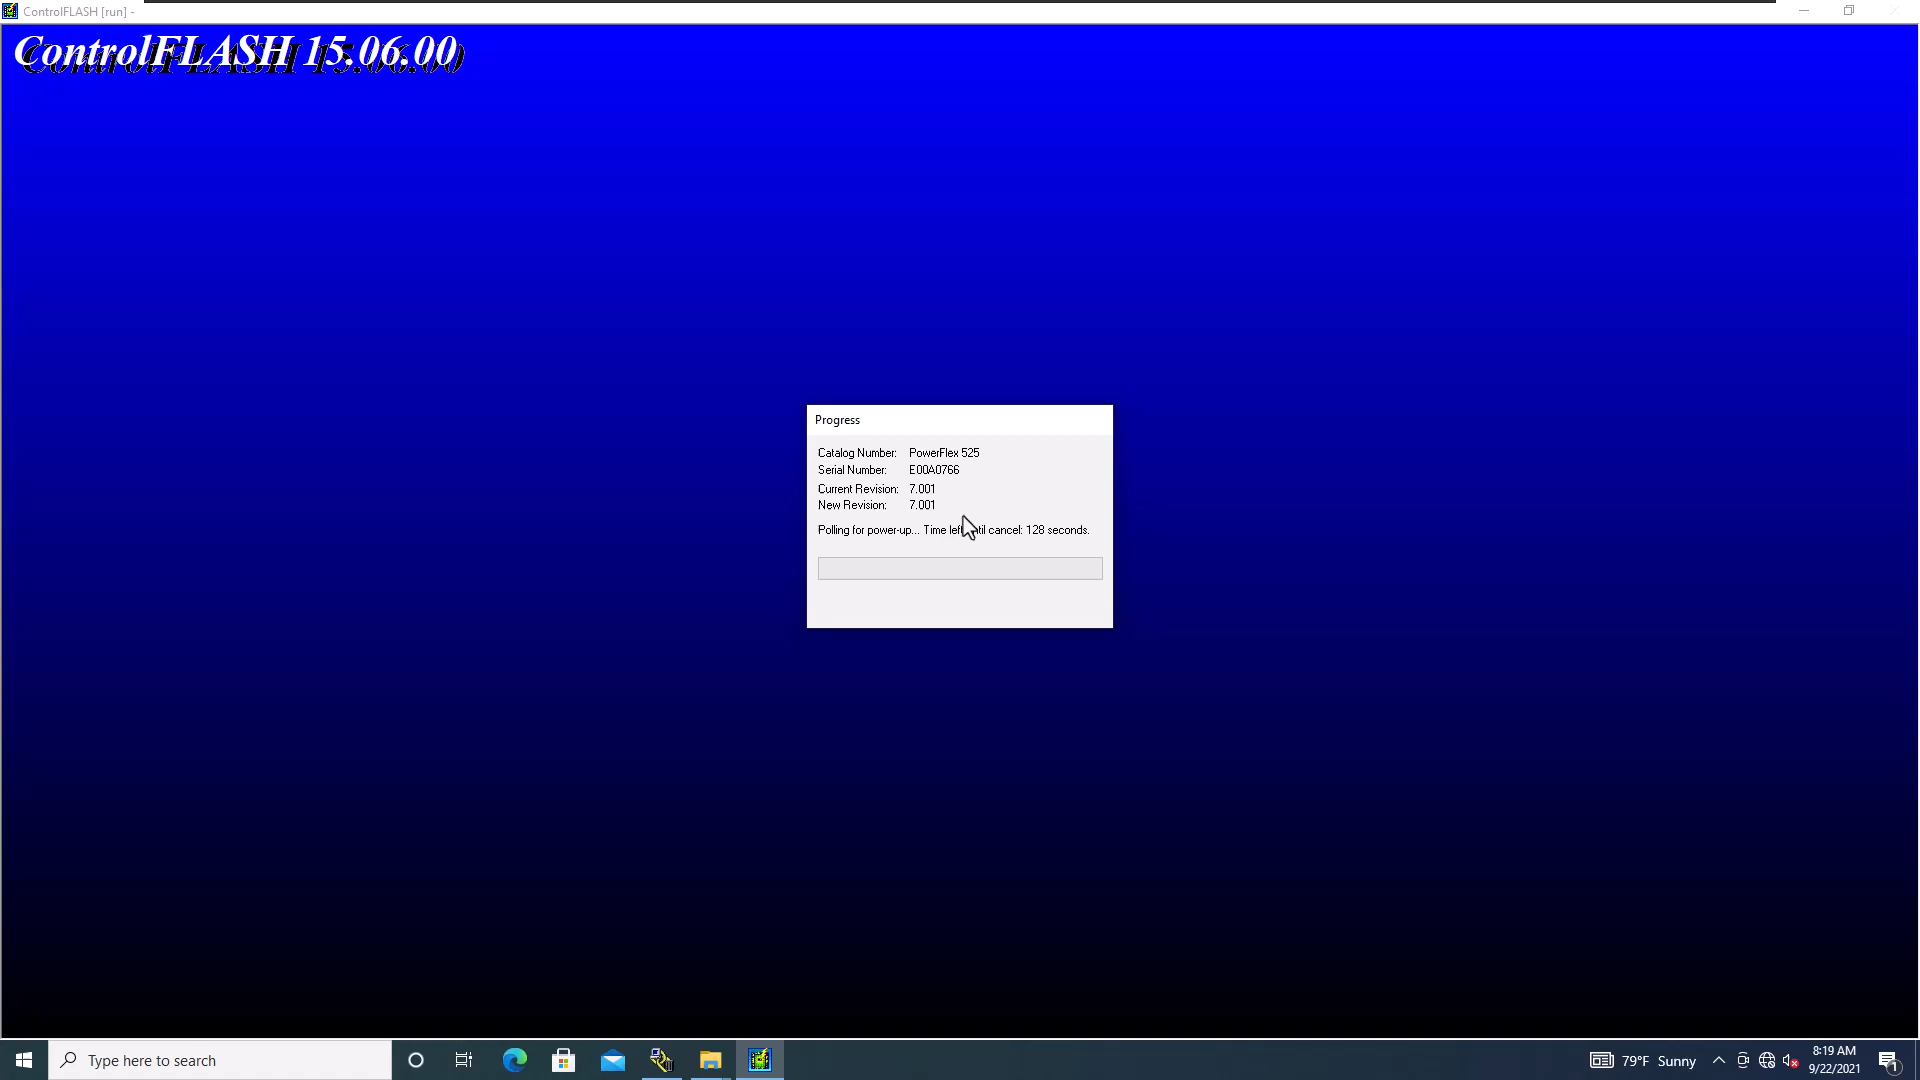 ControlFLASH [run] -
ControlFLASH 15.06.00
Progress
Catalog Number: PowerFlex 525
Serial Number: E00A0766
Current Revision: 7.001
New Revision: 7.001
Polling for power-up... Time left until cancel: 128 seconds.
Type here to search
79°F Sunny
8:19 AM
9/22/2021
1